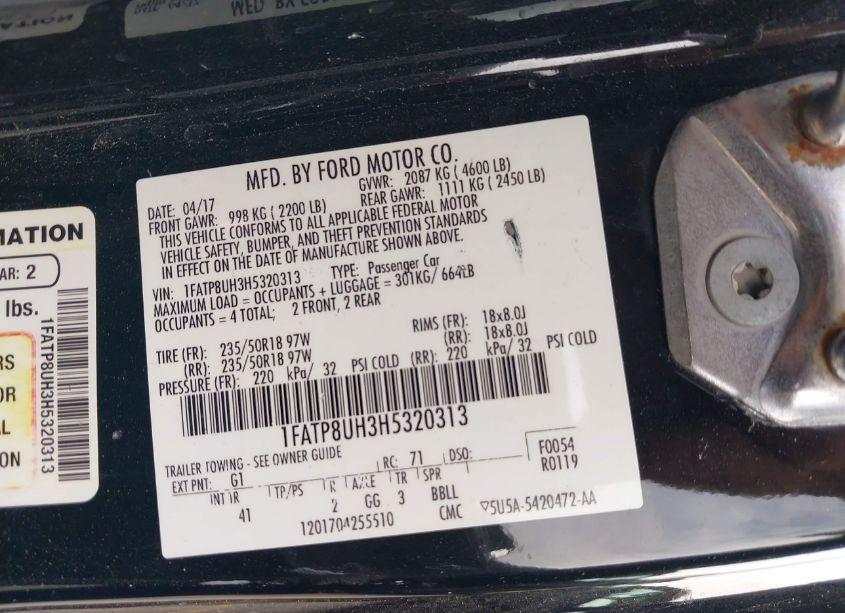 MFD. BY FORD MOTOR CO.
DATE: 04/17 GVWR: 2087 KG ( 4600 LB)
FRONT GAWR: 998 KG ( 2200 LB) REAR GAWR: 1111 KG ( 2450 LB)
THIS VEHICLE CONFORMS TO ALL APPLICABLE FEDERAL MOTOR
VEHICLE SAFETY, BUMPER, AND THEFT PREVENTION STANDARDS
IN EFFECT ON THE DATE OF MANUFACTURE SHOWN ABOVE.
VIN: 1FATP8UH3H5320313 TYPE: Passenger Car
MAXIMUM LOAD = OCCUPANTS + LUGGAGE = 301KG/ 664LB
OCCUPANTS = 4 TOTAL; 2 FRONT, 2 REAR
TIRE (FR): 235/50R18 97W RIMS (FR): 18x8.0J
(RR): 235/50R18 97W (RR): 18x8.0J
PRESSURE (FR): 220 kPa/ 32 PSI COLD (RR): 220 kPa/ 32 PSI COLD
1FATP8UH3H5320313
TRAILER TOWING - SEE OWNER GUIDE
EXT PNT: G1 RC: 71 DSO: F0054
INT TR TP/PS R AXLE TR SPR R0119
41 2 GG 3 BBLL
1201704255510 CMC 5U5A-5420472-AA
MATION
AR: 2
lbs.
1FATP8UH3H5320313
RS
OR
AL
ION